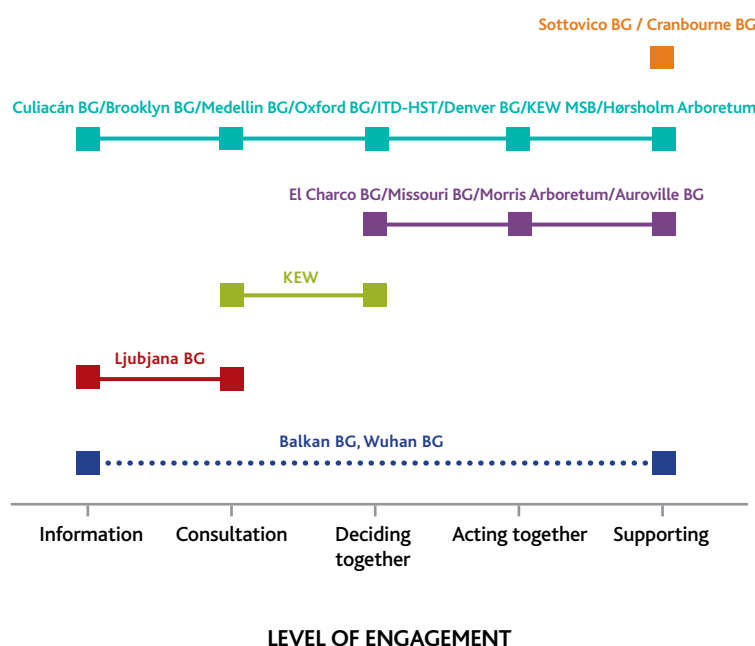 Sottovico BG / Cranbourne BG
Culiacán BG/Brooklyn BG/Medellin BG/Oxford BG/ITD-HST/Denver BG/KEW MSB/Hørsholm Arboretum
El Charco BG/Missouri BG/Morris Arboretum/Auroville BG
KEW
Ljubjana BG
Balkan BG, Wuhan BG
Information Consultation Deciding Acting together Supporting
together
LEVEL OF ENGAGEMENT